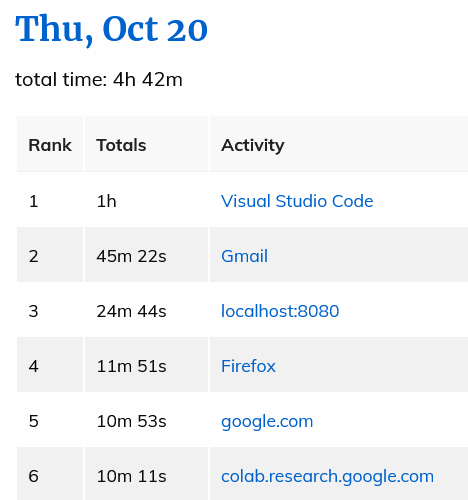 Thu, Oct 20
total time: 4h 42m
Rank Totals Activity
1 1h Visual Studio Code
2 45m 22s Gmail
3 24m 44s localhost:8080
4 11m 51s Firefox
5 10m 53s google.com
6 10m 11s colab.research.google.com